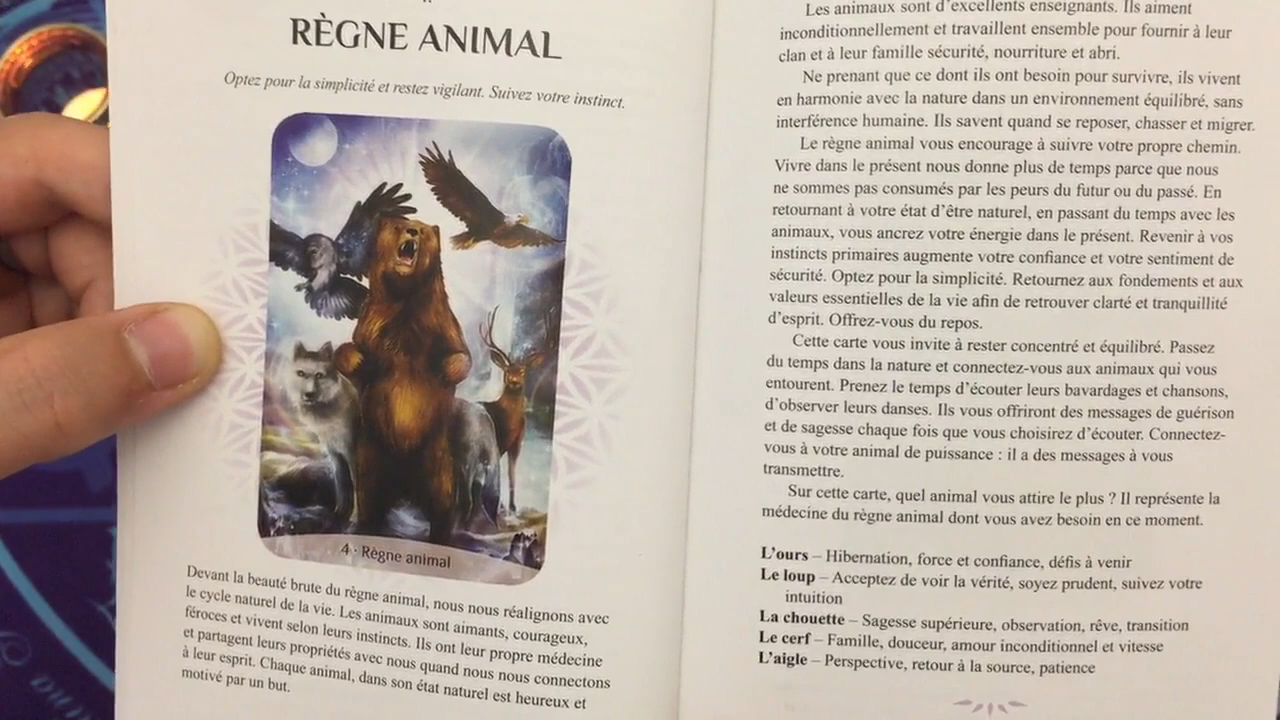 RÈGNE ANIMAL
Optez pour la simplicité et restez vigilant. Suivez votre instinct.
4 · Règne animal
Devant la beauté brute du règne animal, nous nous réalignons avec
le cycle naturel de la vie. Les animaux sont aimants, courageux,
féroces et vivent selon leurs instincts. Ils ont leur propre médecine
et partagent leurs propriétés avec nous quand nous nous connectons
à leur esprit. Chaque animal, dans son état naturel est heureux et
motivé par un but.
Les animaux sont d'excellents enseignants. Ils aiment
inconditionnellement et travaillent ensemble pour fournir à leur
clan et à leur famille sécurité, nourriture et abri.
Ne prenant que ce dont ils ont besoin pour survivre, ils vivent
en harmonie avec la nature dans un environnement équilibré, sans
interférence humaine. Ils savent quand se reposer, chasser et migrer.
Le règne animal vous encourage à suivre votre propre chemin.
Vivre dans le présent nous donne plus de temps parce que nous
ne sommes pas consumés par les peurs du futur ou du passé. En
retournant à votre état d'être naturel, en passant du temps avec les
animaux, vous ancrez votre énergie dans le présent. Revenir à vos
instincts primaires augmente votre confiance et votre sentiment de
sécurité. Optez pour la simplicité. Retournez aux fondements et aux
valeurs essentielles de la vie afin de retrouver clarté et tranquillité
d'esprit. Offrez-vous du repos.
Cette carte vous invite à rester concentré et équilibré. Passez
du temps dans la nature et connectez-vous aux animaux qui vous
entourent. Prenez le temps d'écouter leurs bavardages et chansons,
d'observer leurs danses. Ils vous offriront des messages de guérison
et de sagesse chaque fois que vous choisirez d'écouter. Connectez-
vous à votre animal de puissance : il a des messages à vous
transmettre.
Sur cette carte, quel animal vous attire le plus ? Il représente la
médecine du règne animal dont vous avez besoin en ce moment.
L'ours – Hibernation, force et confiance, défis à venir
Le loup – Acceptez de voir la vérité, soyez prudent, suivez votre
intuition
La chouette – Sagesse supérieure, observation, rêve, transition
Le cerf – Famille, douceur, amour inconditionnel et vitesse
L'aigle – Perspective, retour à la source, patience